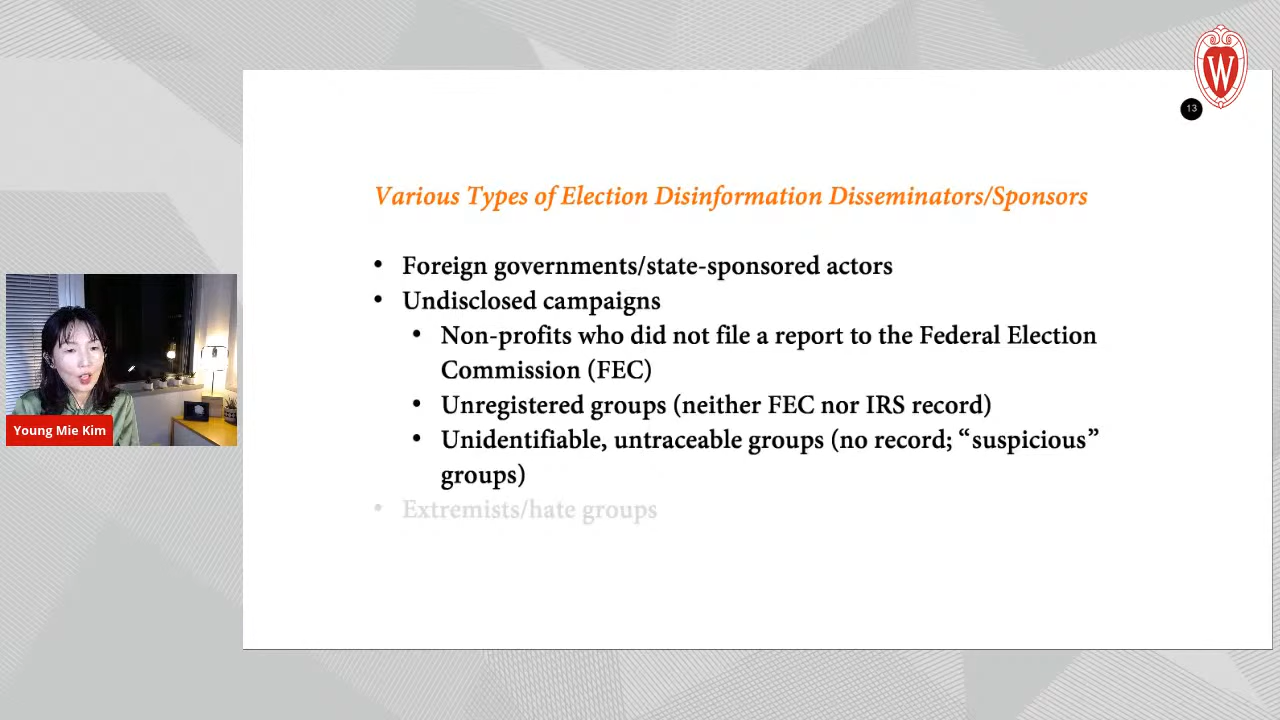 W
13
Various Types of Election Disinformation Disseminators/Sponsors
• Foreign governments/state-sponsored actors
• Undisclosed campaigns
• Non-profits who did not file a report to the Federal Election
Commission (FEC)
• Unregistered groups (neither FEC nor IRS record)
• Unidentifiable, untraceable groups (no record; “suspicious”
groups)
• Extremists/hate groups
Young Mie Kim